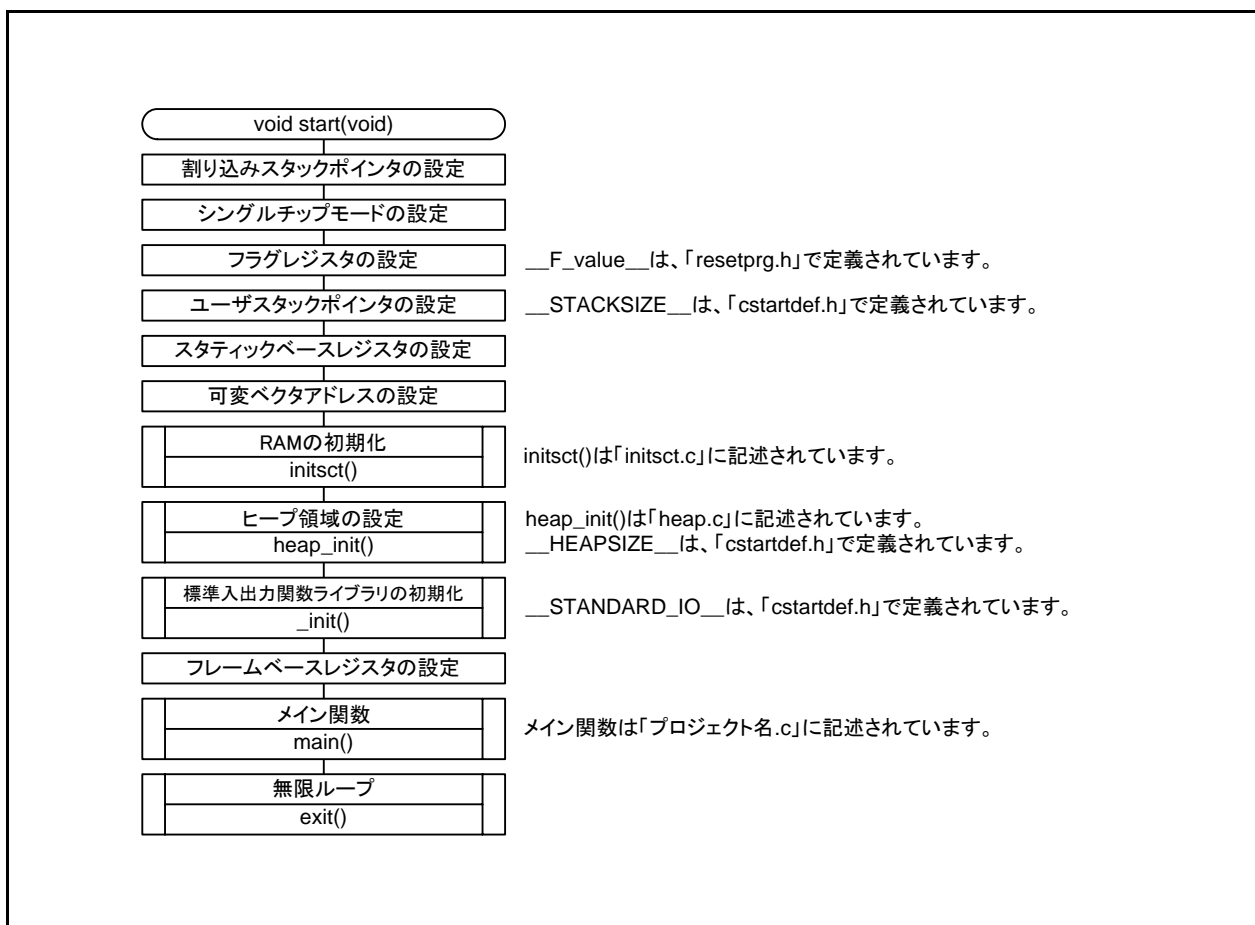 void start(void)
割り込みスタックポインタの設定
シングルチップモードの設定
フラグレジスタの設定
__F_value__は、「resetprg.h」で定義されています。
ユーザスタックポインタの設定
__STACKSIZE__は、「cstartdef.h」で定義されています。
スタティックベースレジスタの設定
可変ベクタアドレスの設定
RAMの初期化
initsct()
initsct()は「initsct.c」に記述されています。
ヒープ領域の設定
heap_init()
heap_init()は「heap.c」に記述されています。
__HEAPSIZE__は、「cstartdef.h」で定義されています。
標準入出力関数ライブラリの初期化
_init()
__STANDARD_IO__は、「cstartdef.h」で定義されています。
フレームベースレジスタの設定
メイン関数
main()
メイン関数は「プロジェクト名.c」に記述されています。
無限ループ
exit()